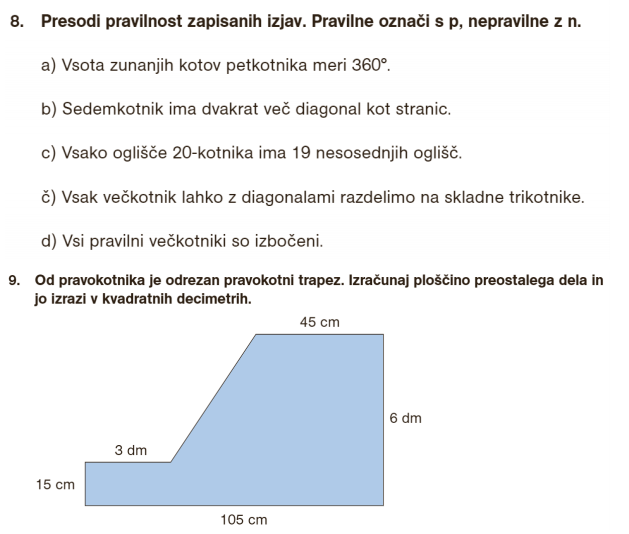 8. Presodi pravilnost zapisanih izjav. Pravilne označi s p, nepravilne z n.
a) Vsota zunanjih kotov petkotnika meri 360°.
b) Sedemkotnik ima dvakrat več diagonal kot stranic.
c) Vsako oglišče 20-kotnika ima 19 nesosednjih oglišč.
č) Vsak večkotnik lahko z diagonalami razdelimo na skladne trikotnike.
d) Vsi pravilni večkotniki so izbočeni.
9. Od pravokotnika je odrezan pravokotni trapez. Izračunaj ploščino preostalega dela in
jo izrazi v kvadratnih decimetrih.
45 cm
6 dm
3 dm
15 cm
105 cm